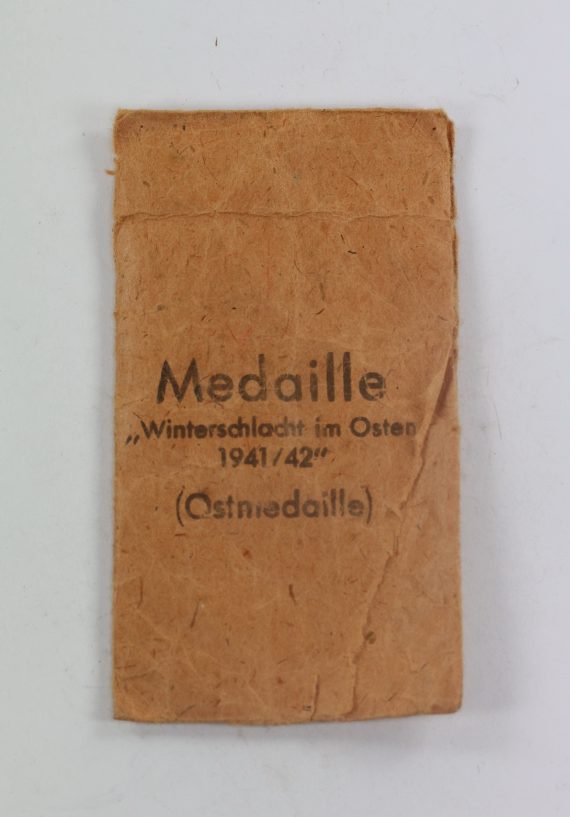 Medaille
„Winterschlacht im Osten
1941/42“
(Ostmedaille)